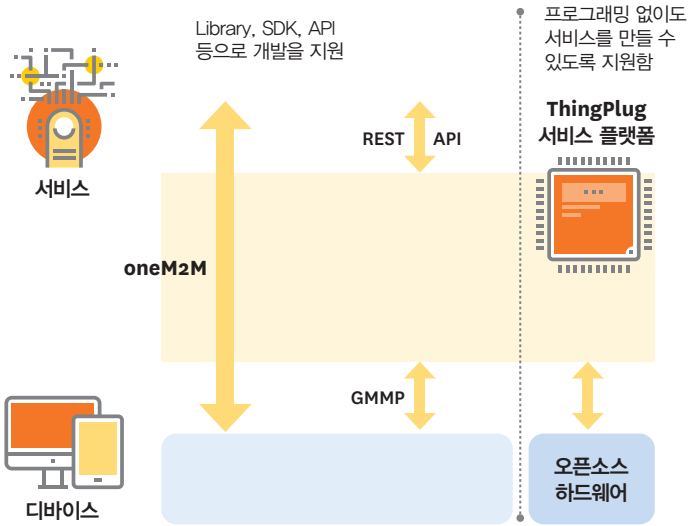 Library, SDK, API
등으로 개발을 지원
프로그래밍 없이도
서비스를 만들 수
있도록 지원함
ThingPlug
서비스 플랫폼
REST API
서비스
oneM2M
GMMP
오픈소스
하드웨어
디바이스